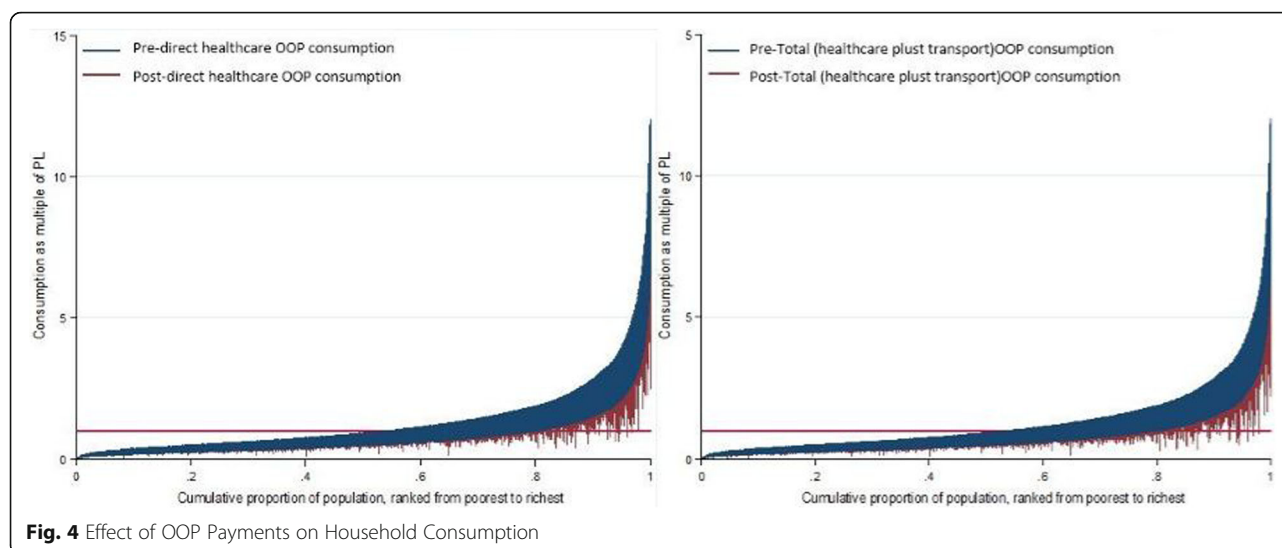 15
Pre-direct healthcare OOP consumption
Post-direct healthcare OOP consumption
Consumption as multiple of PL
10
5
0
0 .2 .4 .6 .8 1
Cumulative proportion of population, ranked from poorest to richest
5
Pre-Total (healthcare plust transport)OOP consumption
Post-Total (healthcare plust transport)OOP consumption
Consumption as multiple of PL
10
5
0
0 .2 .4 .6 .8 1
Cumulative proportion of population, ranked from poorest to richest
Fig. 4 Effect of OOP Payments on Household Consumption